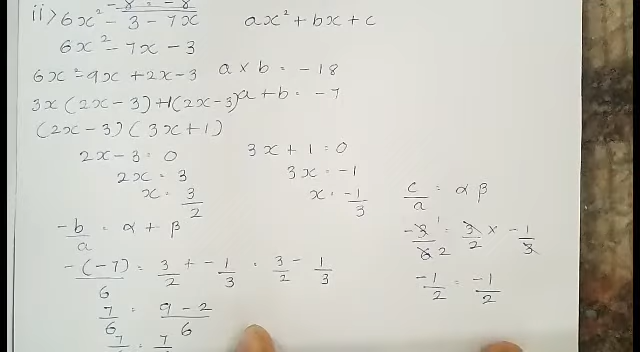 -8 = -8
ii> 6x² - 3 - 7x    ax² + bx + c
6x² - 7x - 3
6x² - 9x + 2x - 3    a × b = -18
3x(2x - 3) + 1(2x - 3)    a + b = -7
(2x - 3)(3x + 1)
2x - 3 = 0    3x + 1 = 0
2x = 3    3x = -1
x = 3/2    x = -1/3
c/a = αβ
-b/a = α + β
-3/6 2 = 3/2 × -1/3
-(-7)/6 = 3/2 + -1/3 = 3/2 - 1/3
-1/2 = -1/2
7/6 = 9 - 2/6